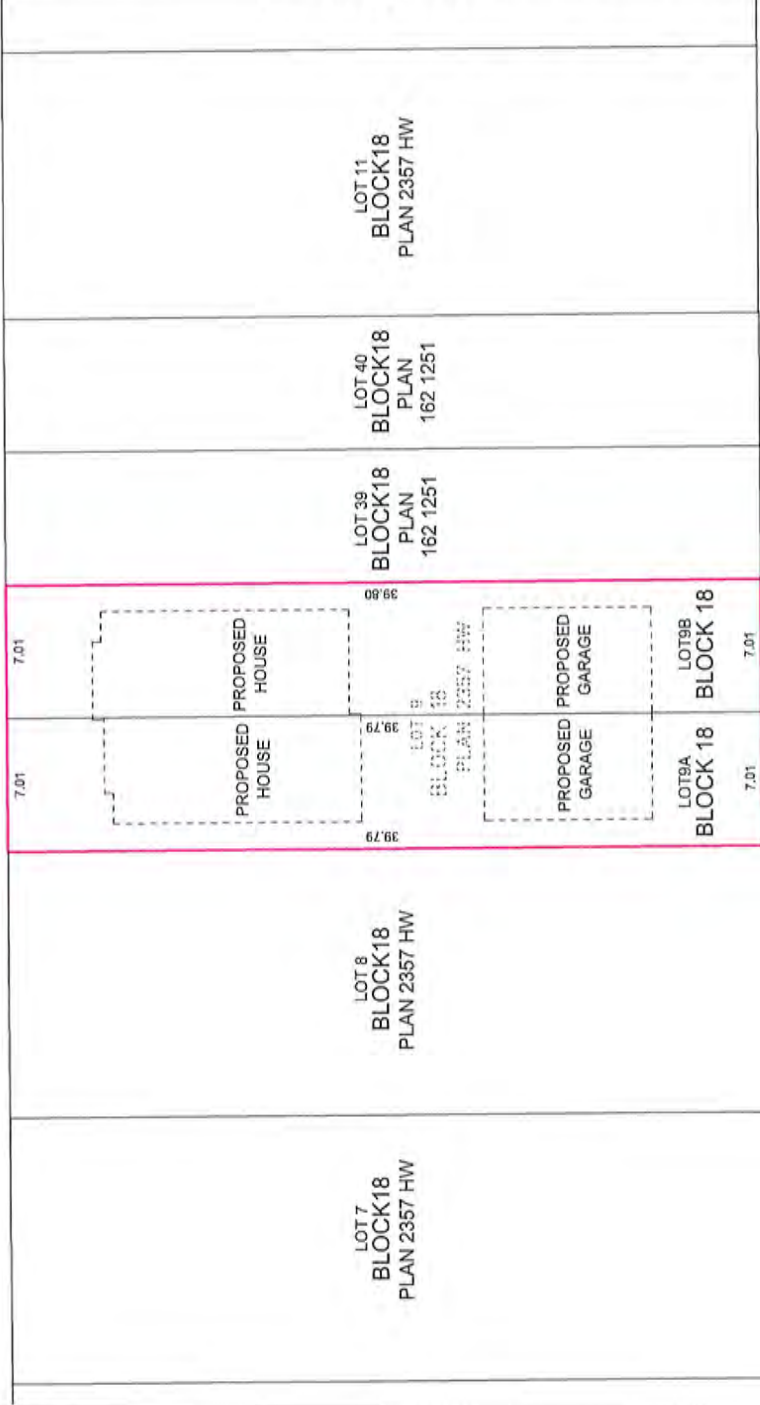 LOT 11
BLOCK18
PLAN 2357 HW
LOT 40
BLOCK18
PLAN
162 1251
LOT 39
BLOCK18
PLAN
162 1251
7.01
39.80
PROPOSED
HOUSE
PROPOSED
GARAGE
LOT9B
BLOCK 18
7.01
39.79
LOT 9
BLOCK 18
PLAN 2357 HW
7.01
PROPOSED
HOUSE
PROPOSED
GARAGE
LOT9A
BLOCK 18
7.01
39.79
LOT 8
BLOCK18
PLAN 2357 HW
LOT 7
BLOCK18
PLAN 2357 HW